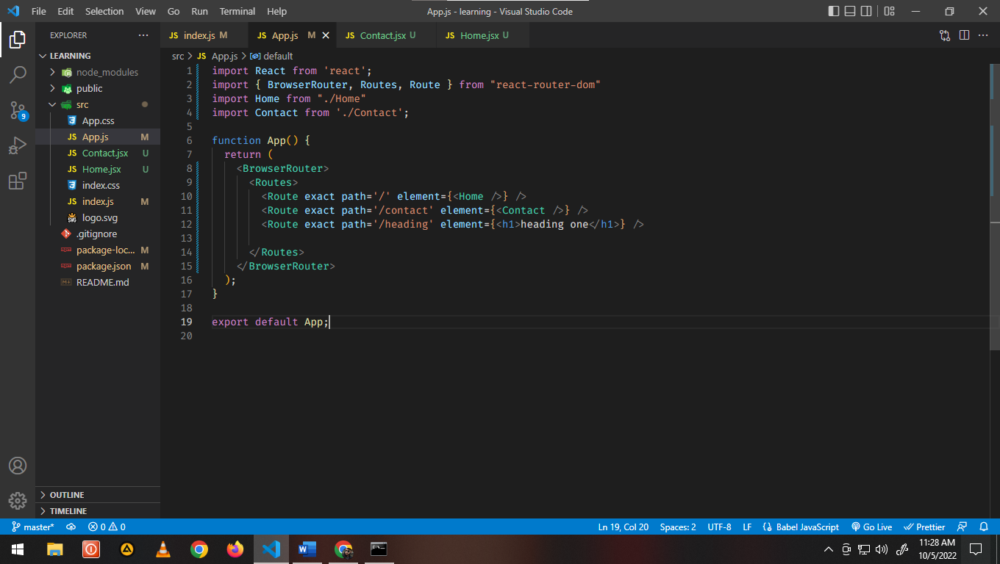 File Edit Selection View Go Run Terminal Help App.js - learning - Visual Studio Code
EXPLORER ...
JS index.js M JS App.js M JS Contact.jsx U JS Home.jsx U ...
LEARNING
src > JS App.js > default
node_modules
public
src
App.css
JS App.js M
JS Contact.jsx U
JS Home.jsx U
index.css
JS index.js M
SVG logo.svg
.gitignore
package-loc... M
package.json M
README.md
9
1 import React from 'react';
2 import { BrowserRouter, Routes, Route } from "react-router-dom"
3 import Home from "./Home"
4 import Contact from './Contact';
5
6 function App() {
7 return (
8 <BrowserRouter>
9 <Routes>
10 <Route exact path='/' element={<Home />} />
11 <Route exact path='/contact' element={<Contact />} />
12 <Route exact path='/heading' element={<h1>heading one</h1>} />
13
14 </Routes>
15 </BrowserRouter>
16 );
17 }
18
19 export default App;
20
OUTLINE
TIMELINE
master* 0 0 Ln 19, Col 20 Spaces: 2 UTF-8 LF Babel JavaScript Go Live Prettier
11:28 AM
10/5/2022